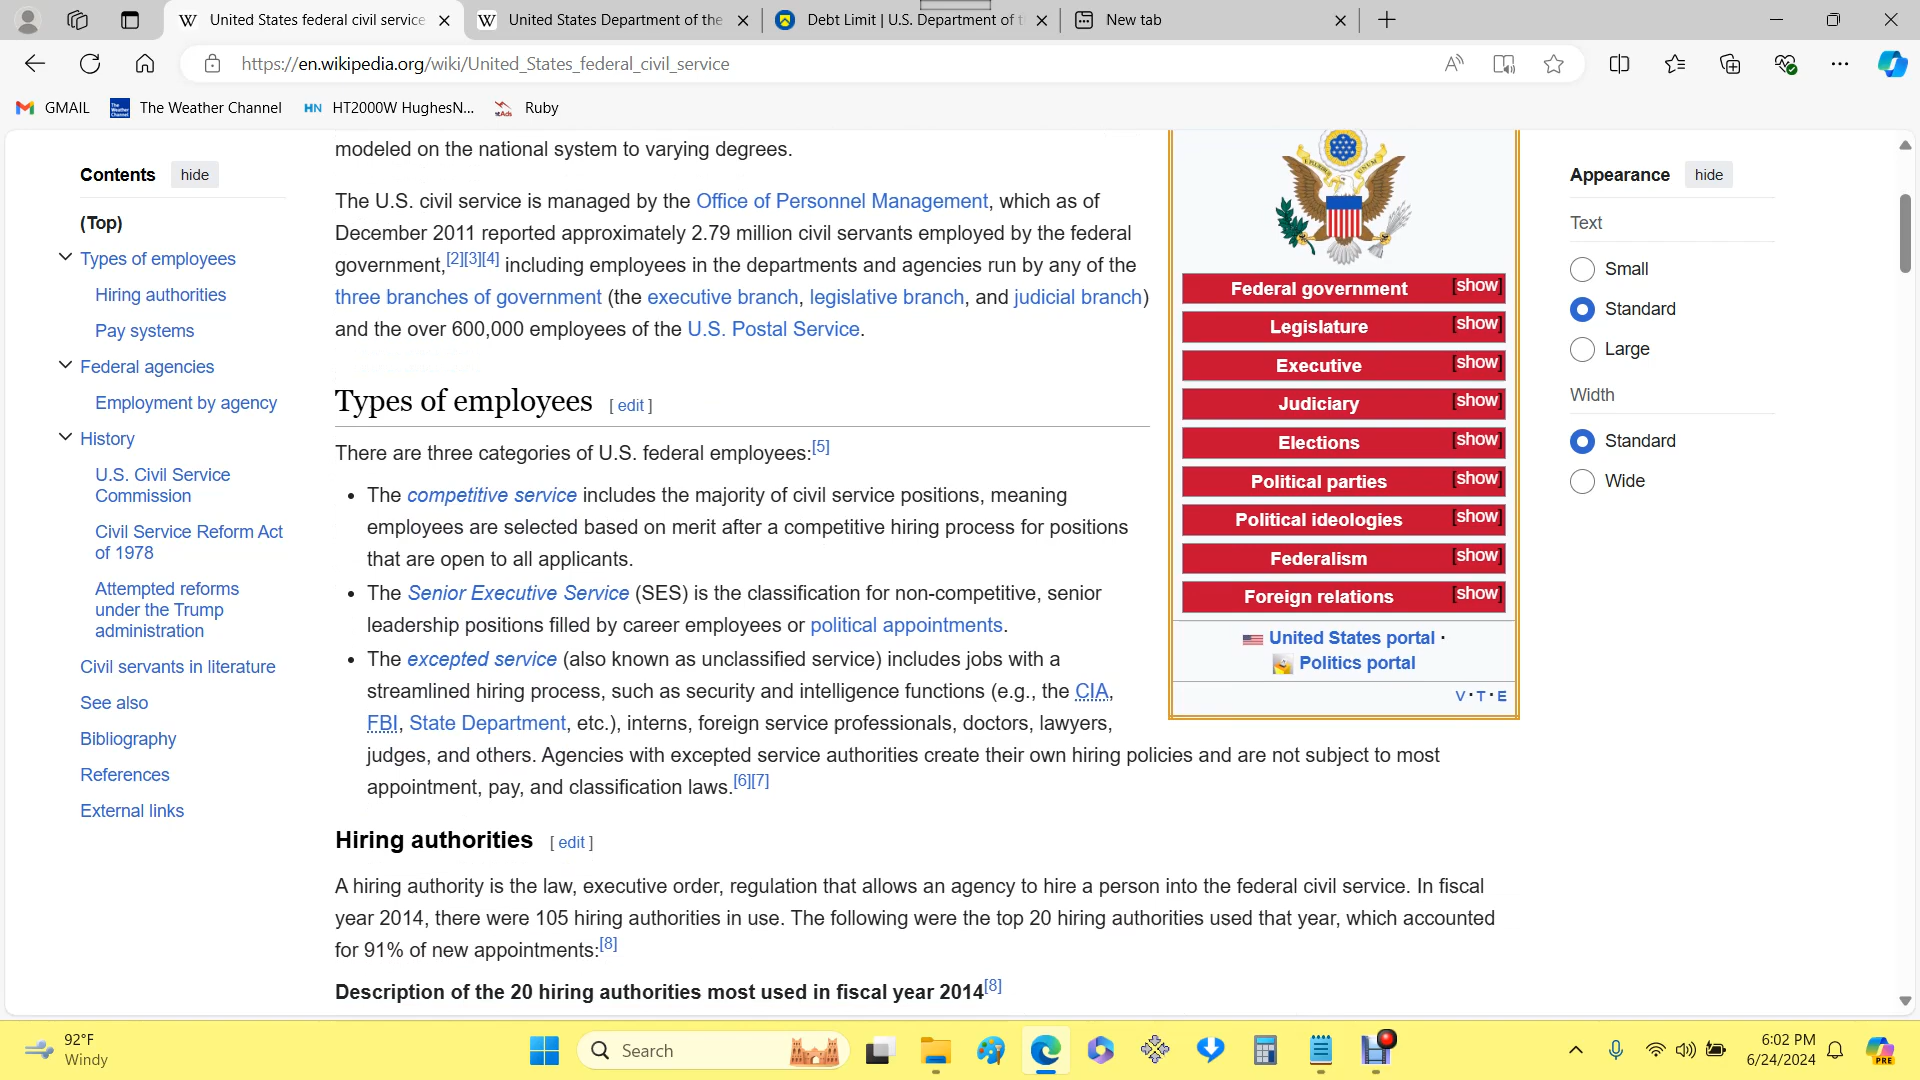 United States federal civil service
United States Department of the
Debt Limit | U.S. Department of t
New tab
https://en.wikipedia.org/wiki/United_States_federal_civil_service
GMAIL
The Weather Channel
HN HT2000W HughesN...
Ruby
Contents hide
(Top)
Types of employees
Hiring authorities
Pay systems
Federal agencies
Employment by agency
History
U.S. Civil Service
Commission
Civil Service Reform Act
of 1978
Attempted reforms
under the Trump
administration
Civil servants in literature
See also
Bibliography
References
External links
modeled on the national system to varying degrees.
The U.S. civil service is managed by the Office of Personnel Management, which as of
December 2011 reported approximately 2.79 million civil servants employed by the federal
government,[2][3][4] including employees in the departments and agencies run by any of the
three branches of government (the executive branch, legislative branch, and judicial branch)
and the over 600,000 employees of the U.S. Postal Service.
Types of employees [ edit ]
There are three categories of U.S. federal employees:[5]
• The competitive service includes the majority of civil service positions, meaning
employees are selected based on merit after a competitive hiring process for positions
that are open to all applicants.
• The Senior Executive Service (SES) is the classification for non-competitive, senior
leadership positions filled by career employees or political appointments.
• The excepted service (also known as unclassified service) includes jobs with a
streamlined hiring process, such as security and intelligence functions (e.g., the CIA,
FBI, State Department, etc.), interns, foreign service professionals, doctors, lawyers,
judges, and others. Agencies with excepted service authorities create their own hiring policies and are not subject to most
appointment, pay, and classification laws.[6][7]
Hiring authorities [ edit ]
A hiring authority is the law, executive order, regulation that allows an agency to hire a person into the federal civil service. In fiscal
year 2014, there were 105 hiring authorities in use. The following were the top 20 hiring authorities used that year, which accounted
for 91% of new appointments:[8]
Description of the 20 hiring authorities most used in fiscal year 2014[8]
Federal government [show]
Legislature [show]
Executive [show]
Judiciary [show]
Elections [show]
Political parties [show]
Political ideologies [show]
Federalism [show]
Foreign relations [show]
United States portal ·
Politics portal
V · T · E
Appearance hide
Text
Small
Standard
Large
Width
Standard
Wide
92°F
Windy
Search
6:02 PM
6/24/2024
PRE